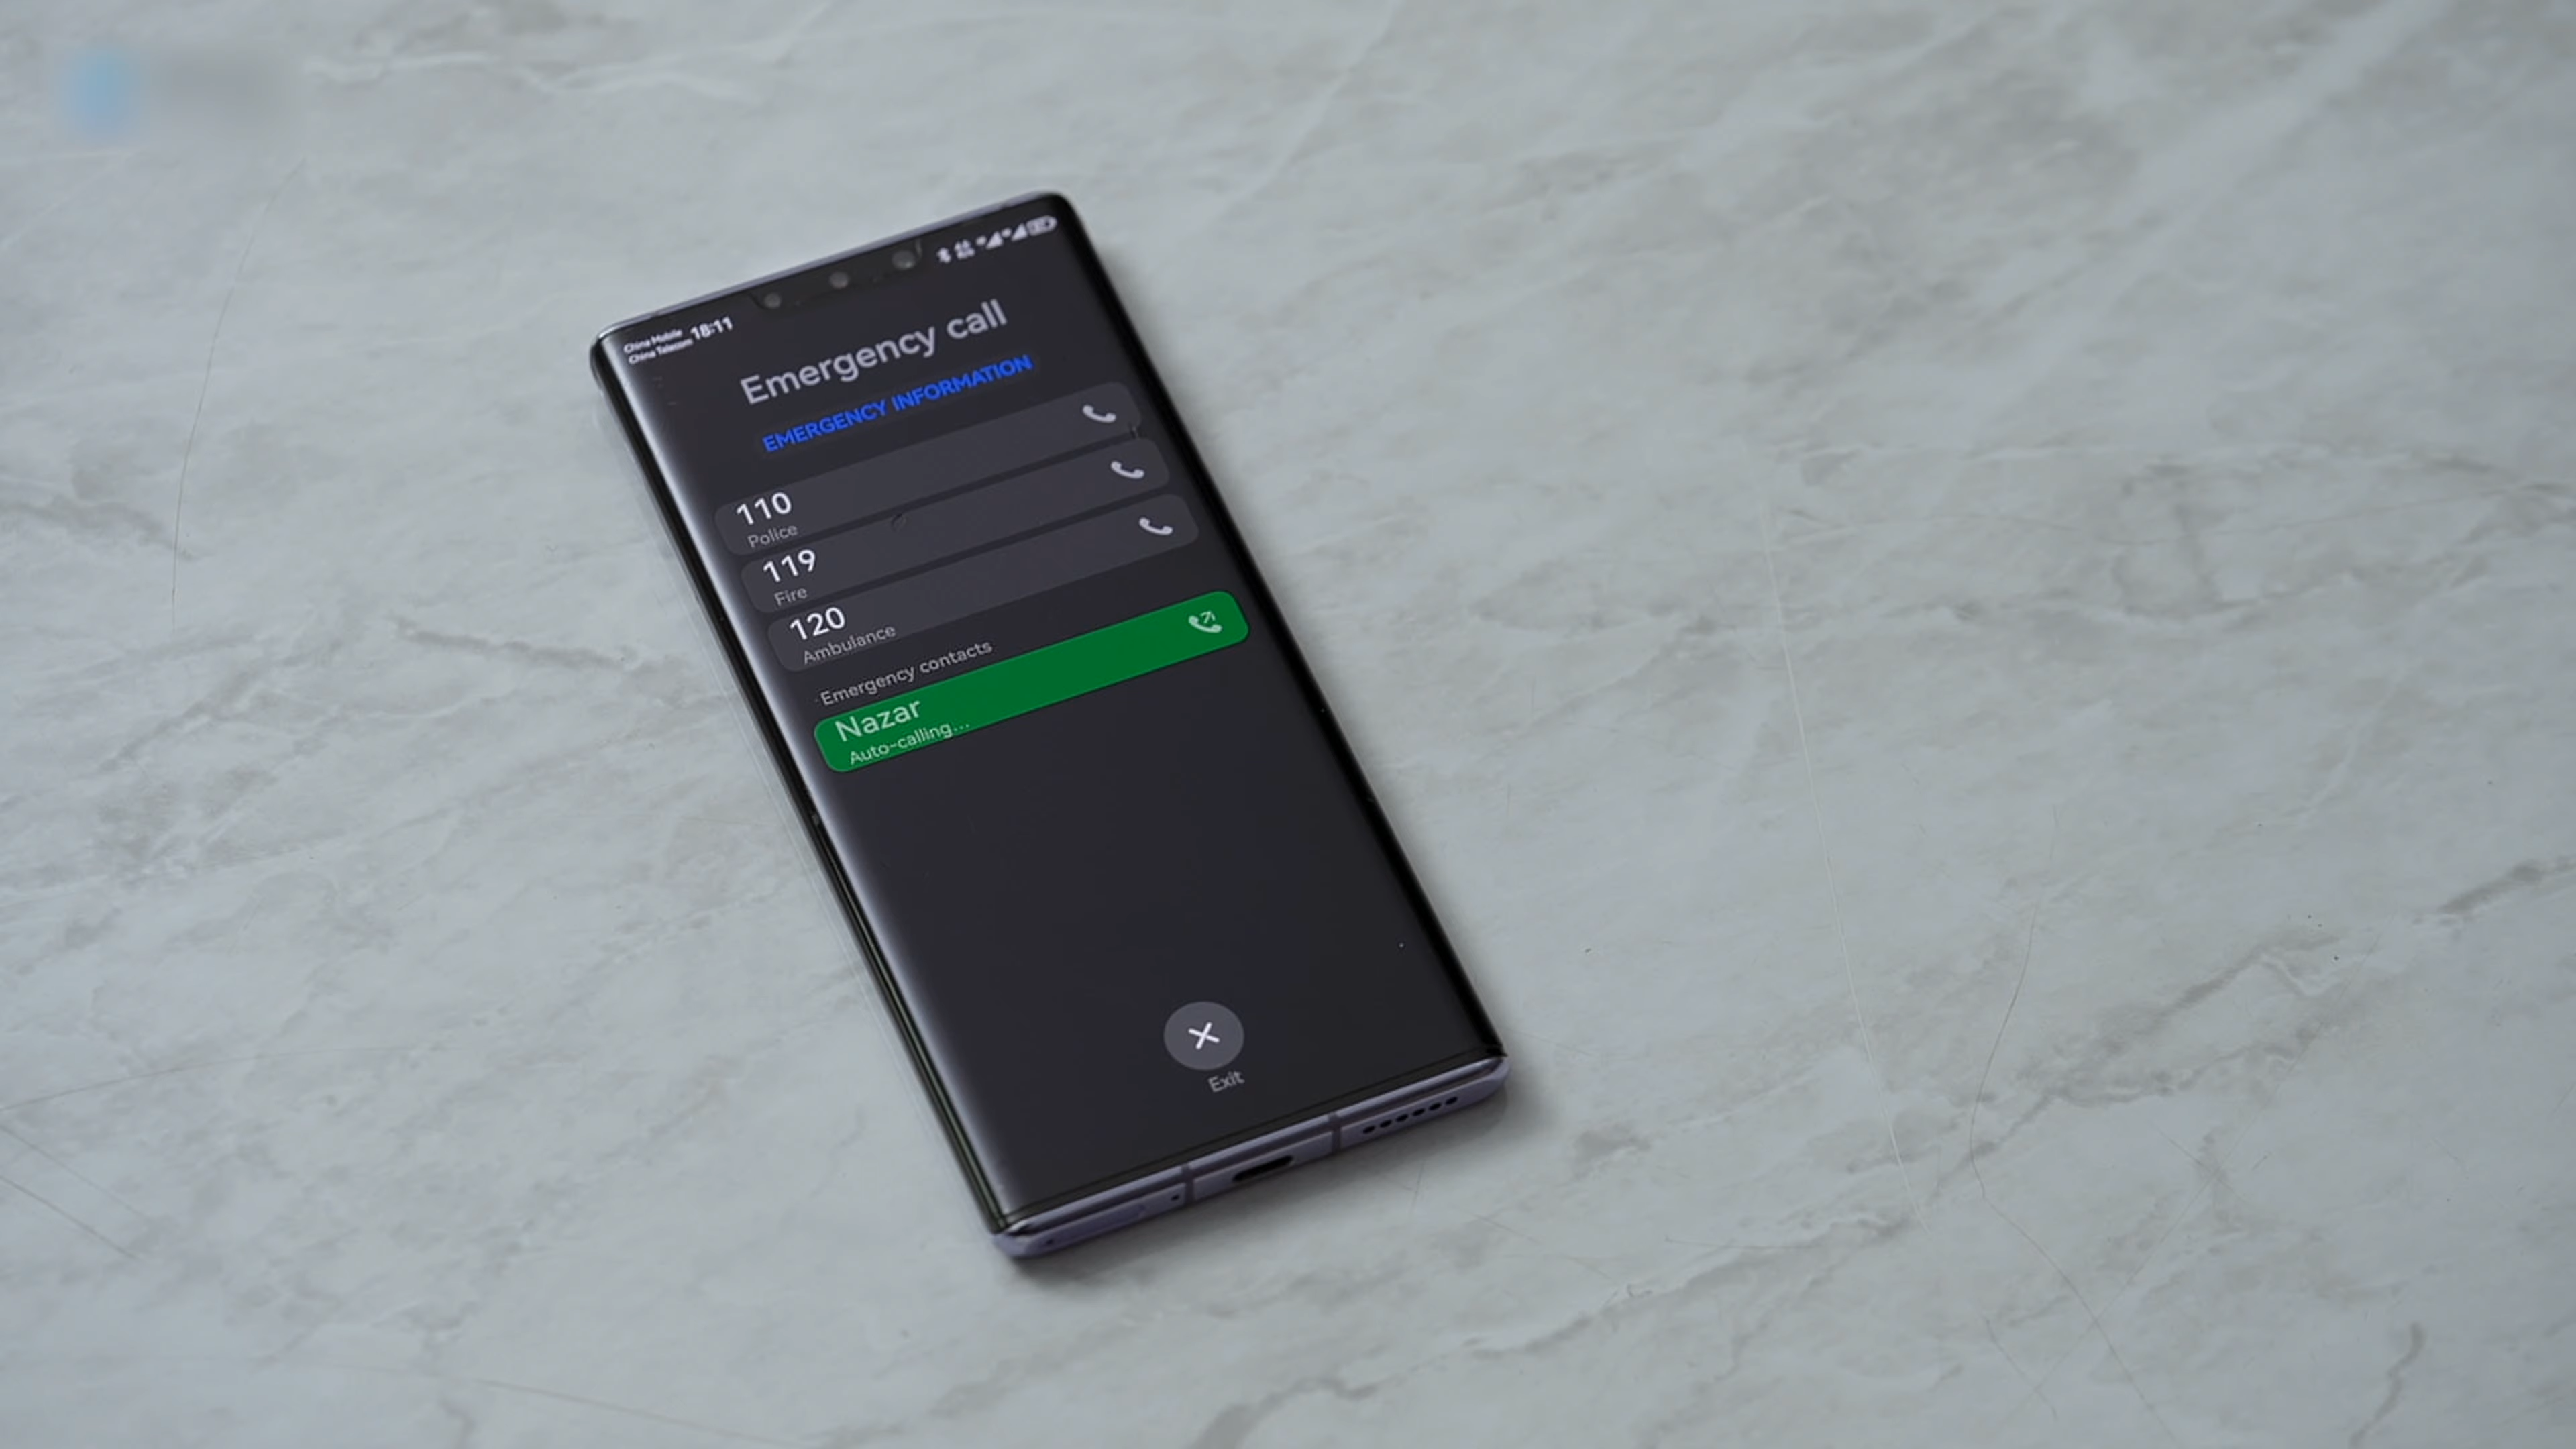 China Mobile
China Telecom
18:11
Emergency call
EMERGENCY INFORMATION
110
Police
119
Fire
120
Ambulance
Emergency contacts
Nazar
Auto-calling...
Exit